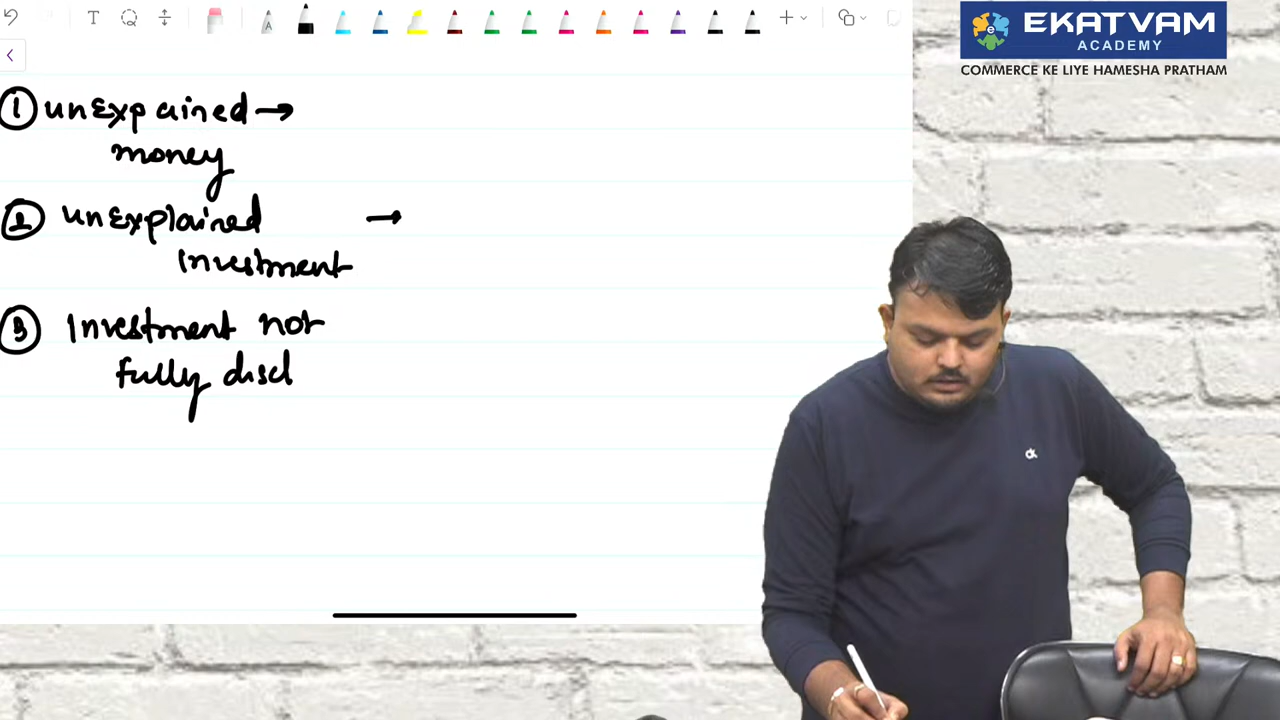 EKATVAM
ACADEMY
COMMERCE KE LIYE HAMESHA PRATHAM
① unExpained →
money
② unExplained →
Investment
③ Investment not
fully discl